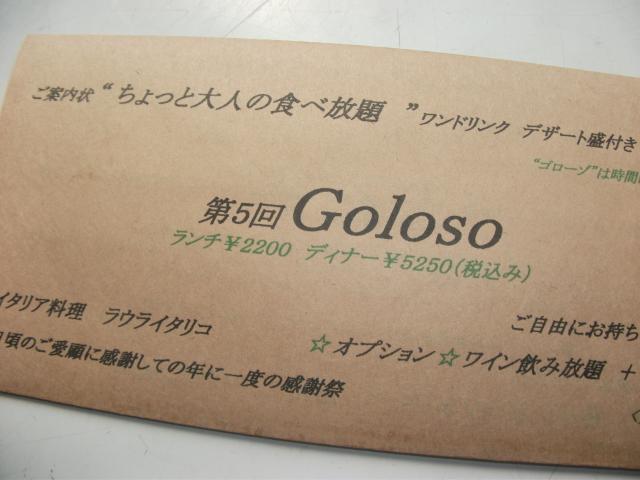 ご案内状 “ちょっと大人の食べ放題 ”ワンドリンク デザート盛付き
“ゴローゾ”は時間
第5回 Goloso
ランチ￥2200 ディナー￥5250(税込み)
イタリア料理 ラウライタリコ
ご自由にお持ち
頃のご愛願に感謝しての年に一度の感謝祭
☆オプション☆ワイン飲み放題 +